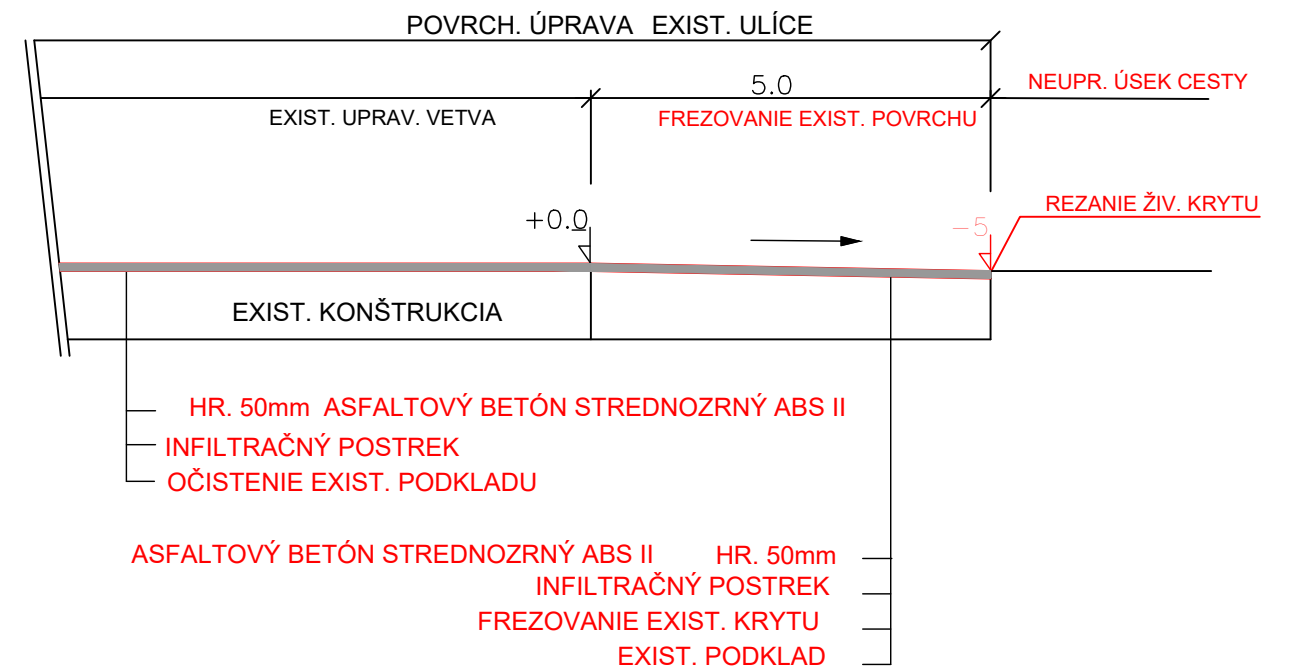 POVRCH. ÚPRAVA EXIST. ULÍCE
5.0
NEUPR. ÚSEK CESTY
EXIST. UPRAV. VETVA
FREZOVANIE EXIST. POVRCHU
REZANIE ŽIV. KRYTU
+0.0
-5
EXIST. KONŠTRUKCIA
HR. 50mm ASFALTOVÝ BETÓN STREDNOZRNÝ ABS II
INFILTRAČNÝ POSTREK
OČISTENIE EXIST. PODKLADU
ASFALTOVÝ BETÓN STREDNOZRNÝ ABS II HR. 50mm
INFILTRAČNÝ POSTREK
FREZOVANIE EXIST. KRYTU
EXIST. PODKLAD